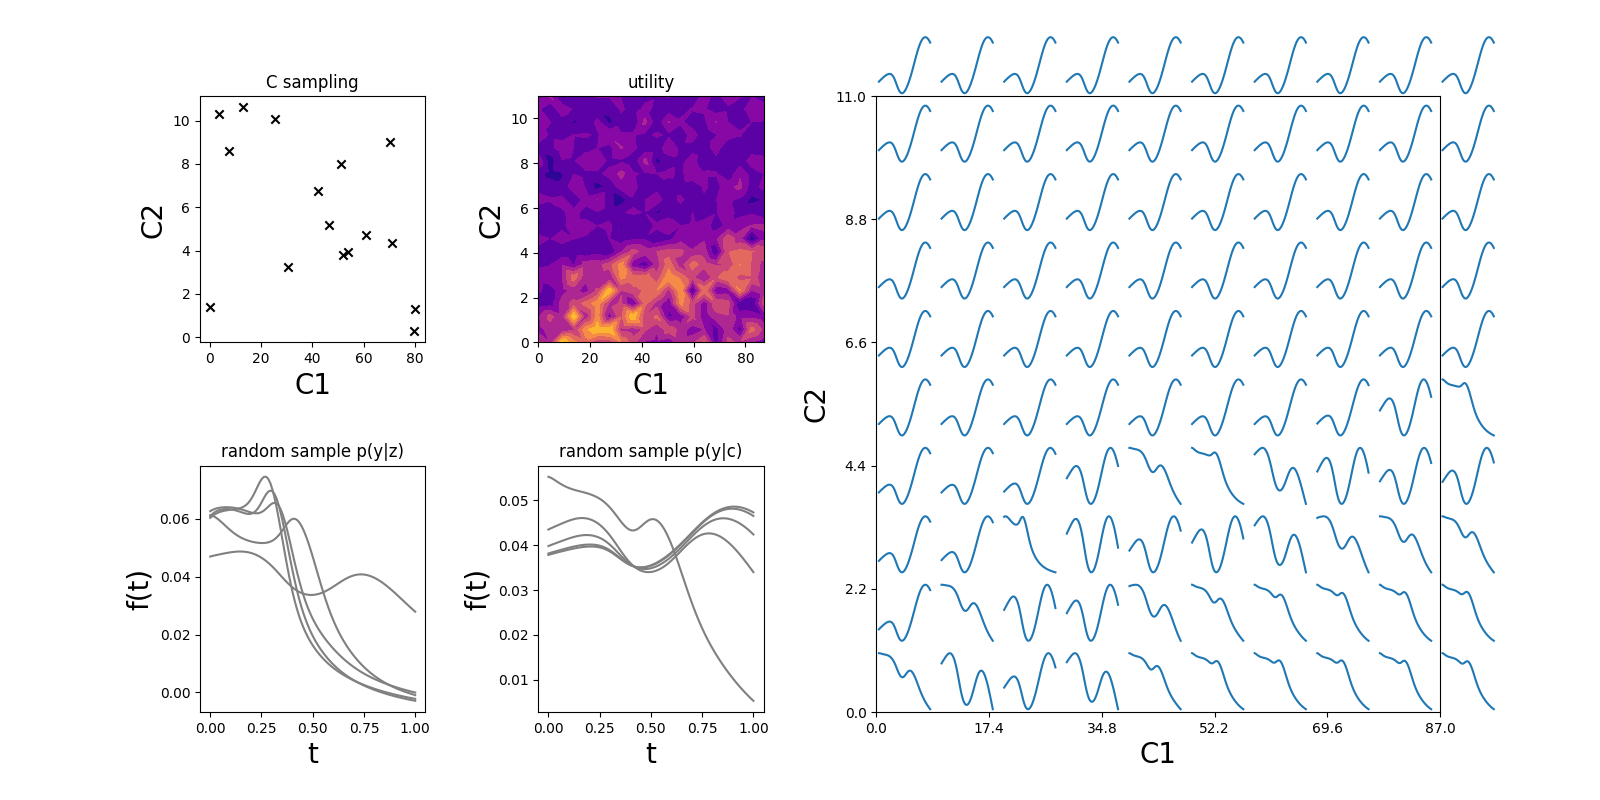 C sampling
10
8
6
4
2
0
C2
0 20 40 60 80
C1
utility
10
8
6
4
2
0
C2
0 20 40 60 80
C1
random sample p(y|z)
0.06
0.04
0.02
0.00
f(t)
0.00 0.25 0.50 0.75 1.00
t
random sample p(y|c)
0.05
0.04
0.03
0.02
0.01
f(t)
0.00 0.25 0.50 0.75 1.00
t
11.0
8.8
6.6
4.4
2.2
0.0
C2
0.0 17.4 34.8 52.2 69.6 87.0
C1